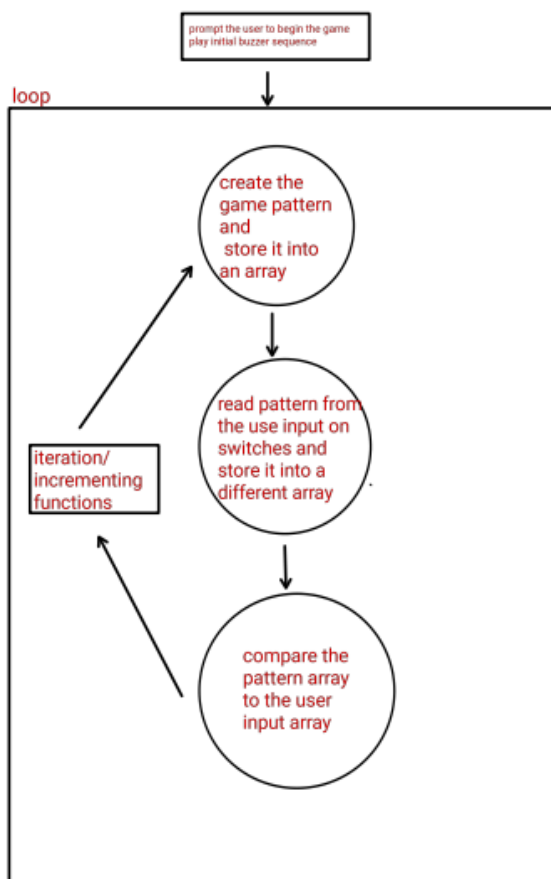 prompt the user to begin the game
play initial buzzer sequence
loop
create the
game pattern
and
store it into
an array
read pattern from
the use input on
switches and
store it into a
different array
iteration/
incrementing
functions
compare the
pattern array
to the user
input array